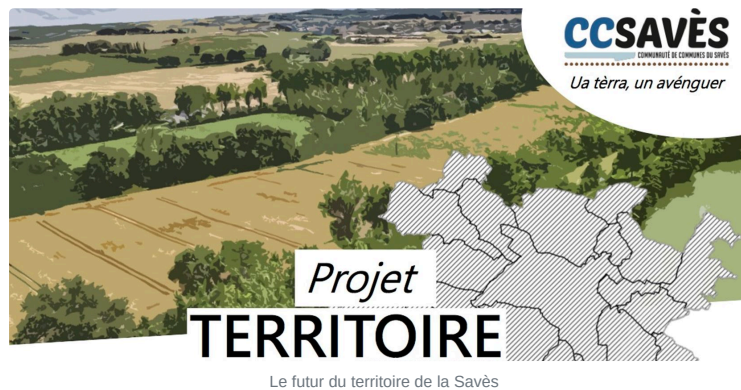 CCSAVÈS
COMMUNAUTÉ DE COMMUNES DU SAVÈS
Ua tèrra, un avénguer
Projet
TERRITOIRE
Le futur du territoire de la Savès